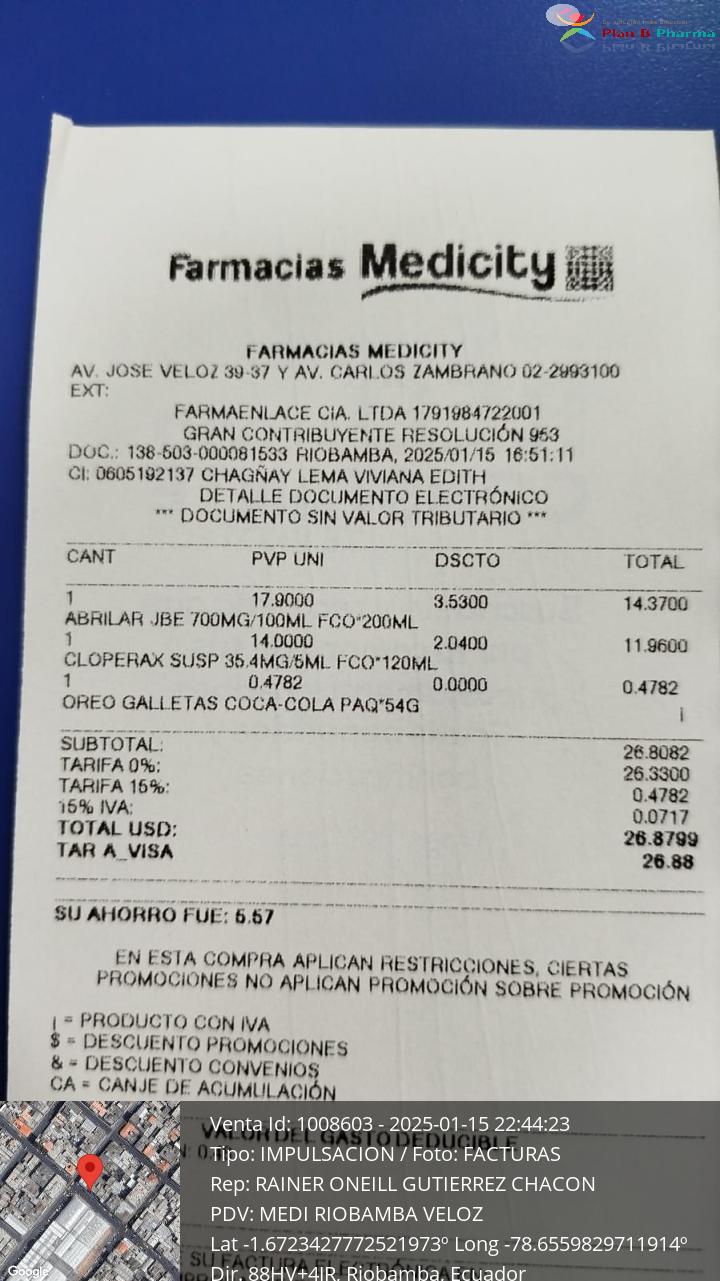 Plan B Pharma
Farmacias Medicity
FARMACIAS MEDICITY
AV. JOSE VELOZ 39-37 Y AV. CARLOS ZAMBRANO 02-2993100
EXT:
FARMAENLACE CIA. LTDA 1791984722001
GRAN CONTRIBUYENTE RESOLUCIÓN 953
DOC.: 138-503-000081533 RIOBAMBA, 2025/01/15 16:51:11
CI: 0605192137 CHAGÑAY LEMA VIVIANA EDITH
DETALLE DOCUMENTO ELECTRÓNICO
*** DOCUMENTO SIN VALOR TRIBUTARIO ***
CANT PVP UNI DSCTO TOTAL
1 17.9000 3.5300 14.3700
ABRILAR JBE 700MG/100ML FCO*200ML
1 14.0000 2.0400 11.9600
CLOPERAX SUSP 35.4MG/5ML FCO*120ML
1 0.4782 0.0000 0.4782
OREO GALLETAS COCA-COLA PAQ*54G i
SUBTOTAL: 26.8082
TARIFA 0%: 26.3300
TARIFA 15%: 0.4782
15% IVA: 0.0717
TOTAL USD: 26.8799
TAR A_VISA 26.88
SU AHORRO FUE: 5.57
EN ESTA COMPRA APLICAN RESTRICCIONES, CIERTAS
PROMOCIONES NO APLICAN PROMOCIÓN SOBRE PROMOCIÓN
i = PRODUCTO CON IVA
$ = DESCUENTO PROMOCIONES
& = DESCUENTO CONVENIOS
CA = CANJE DE ACUMULACIÓN
Venta Id: 1008603 - 2025-01-15 22:44:23
VALOR DEL GASTO DEDUCIBLE
Tipo: IMPULSACION / Foto: FACTURAS
Rep: RAINER ONEILL GUTIERREZ CHACON
PDV: MEDI RIOBAMBA VELOZ
Lat -1.6723427772521973º Long -78.6559829711914º
SU FACTURA
Dir. 88HV+4JR, Riobamba, Ecuador
Google